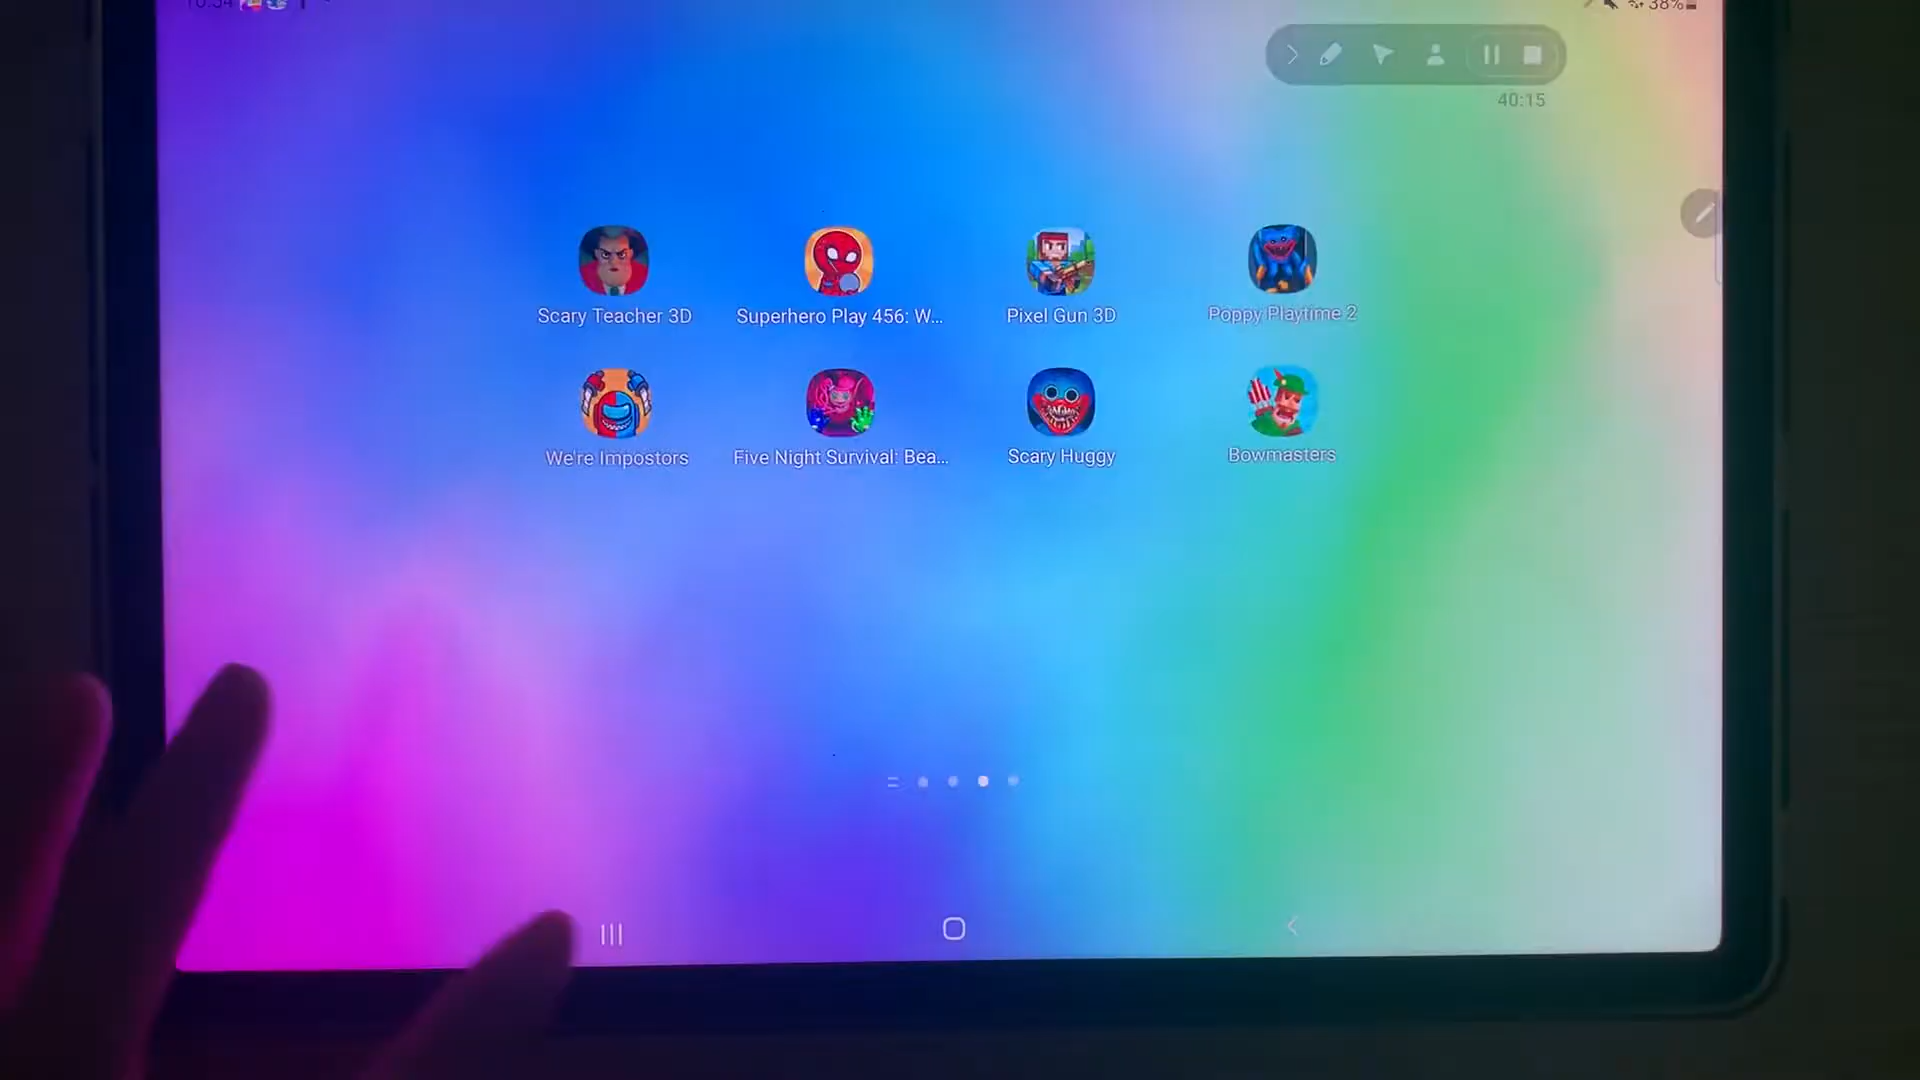 38%
40:15
Scary Teacher 3D
Superhero Play 456: W...
Pixel Gun 3D
Poppy Playtime 2
We're Impostors
Five Night Survival: Bea...
Scary Huggy
Bowmasters